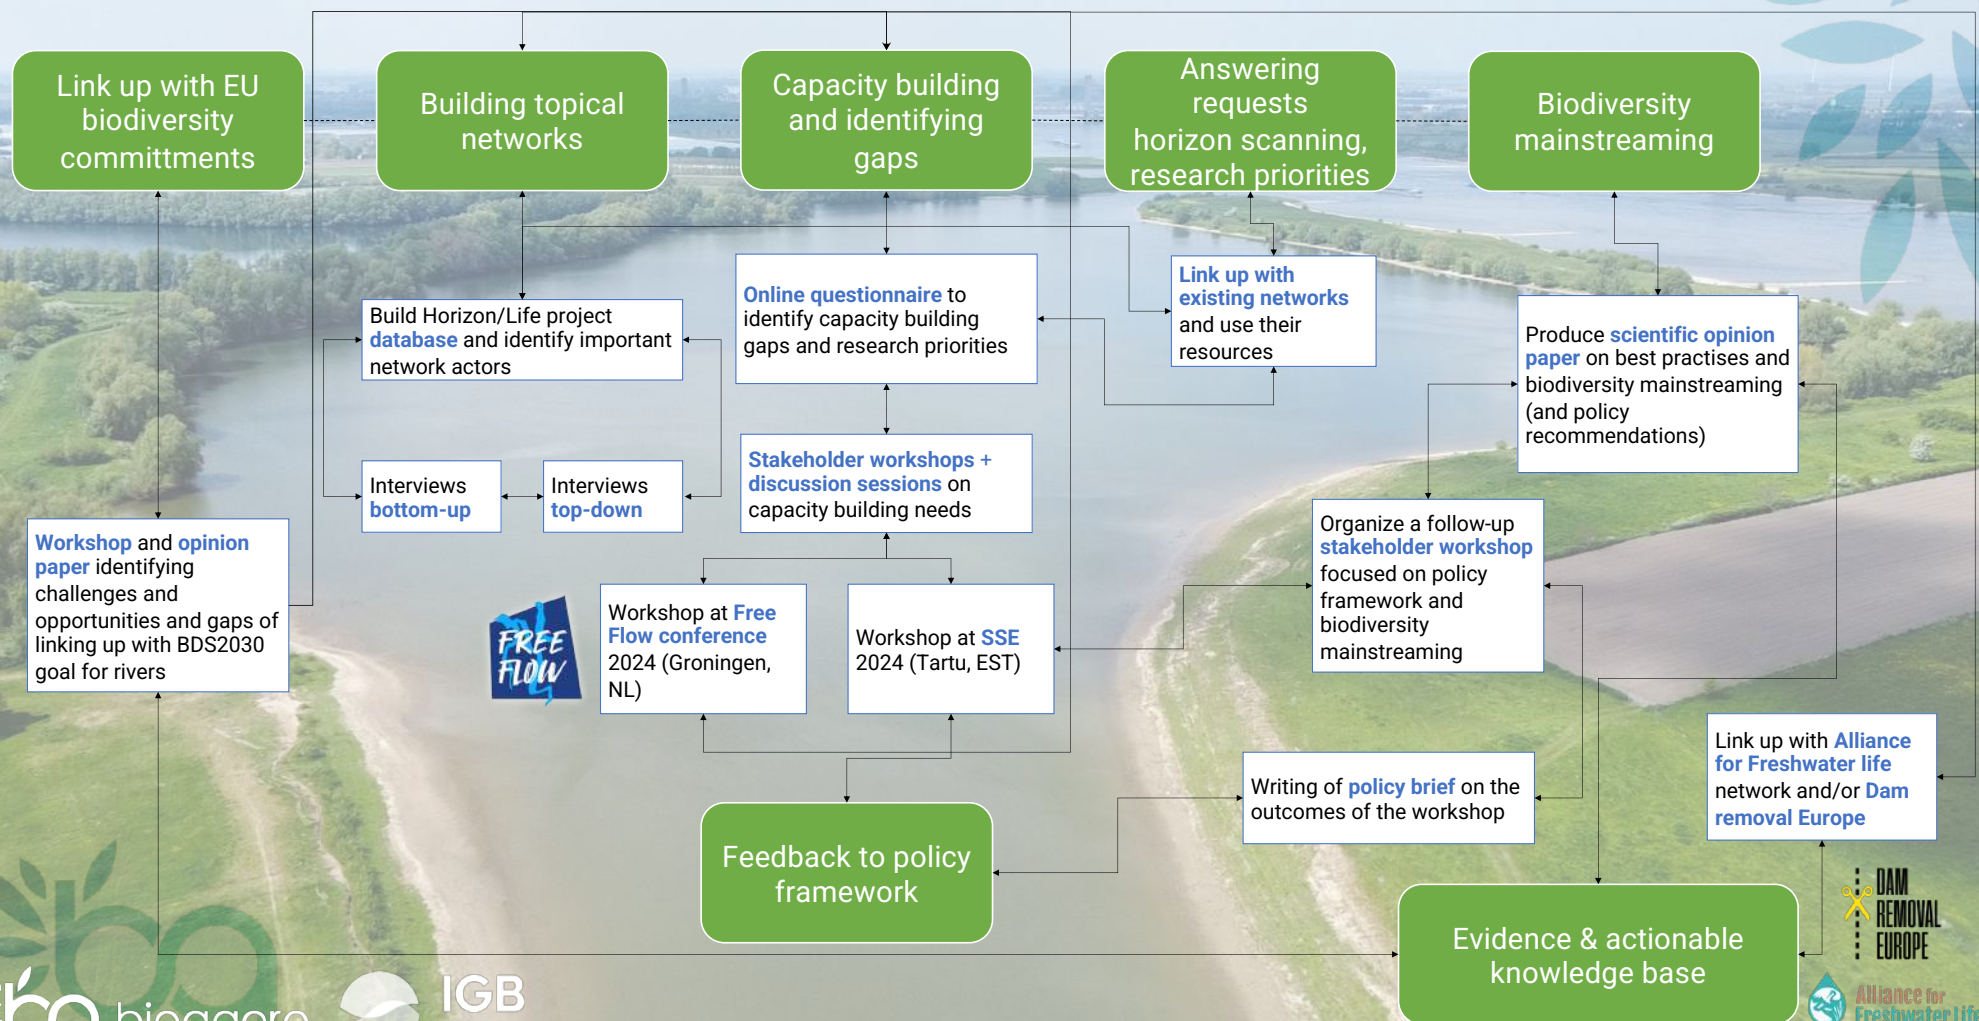 Link up with EU
biodiversity
committments
Building topical
networks
Capacity building
and identifying
gaps
Answering
requests
horizon scanning,
research priorities
Biodiversity
mainstreaming
Build Horizon/Life project
database and identify important
network actors
Interviews
bottom-up
Interviews
top-down
Online questionnaire to
identify capacity building
gaps and research priorities
Stakeholder workshops +
discussion sessions on
capacity building needs
Link up with
existing networks
and use their
resources
Produce scientific opinion
paper on best practises and
biodiversity mainstreaming
(and policy
recommendations)
Workshop and opinion
paper identifying
challenges and
opportunities and gaps of
linking up with BDS2030
goal for rivers
FREE
FLOW
Workshop at Free
Flow conference
2024 (Groningen,
NL)
Workshop at SSE
2024 (Tartu, EST)
Organize a follow-up
stakeholder workshop
focused on policy
framework and
biodiversity
mainstreaming
Writing of policy brief on the
outcomes of the workshop
Link up with Alliance
for Freshwater life
network and/or Dam
removal Europe
Feedback to policy
framework
Evidence & actionable
knowledge base
DAM
REMOVAL
EUROPE
Alliance for
Freshwater Life
IGB